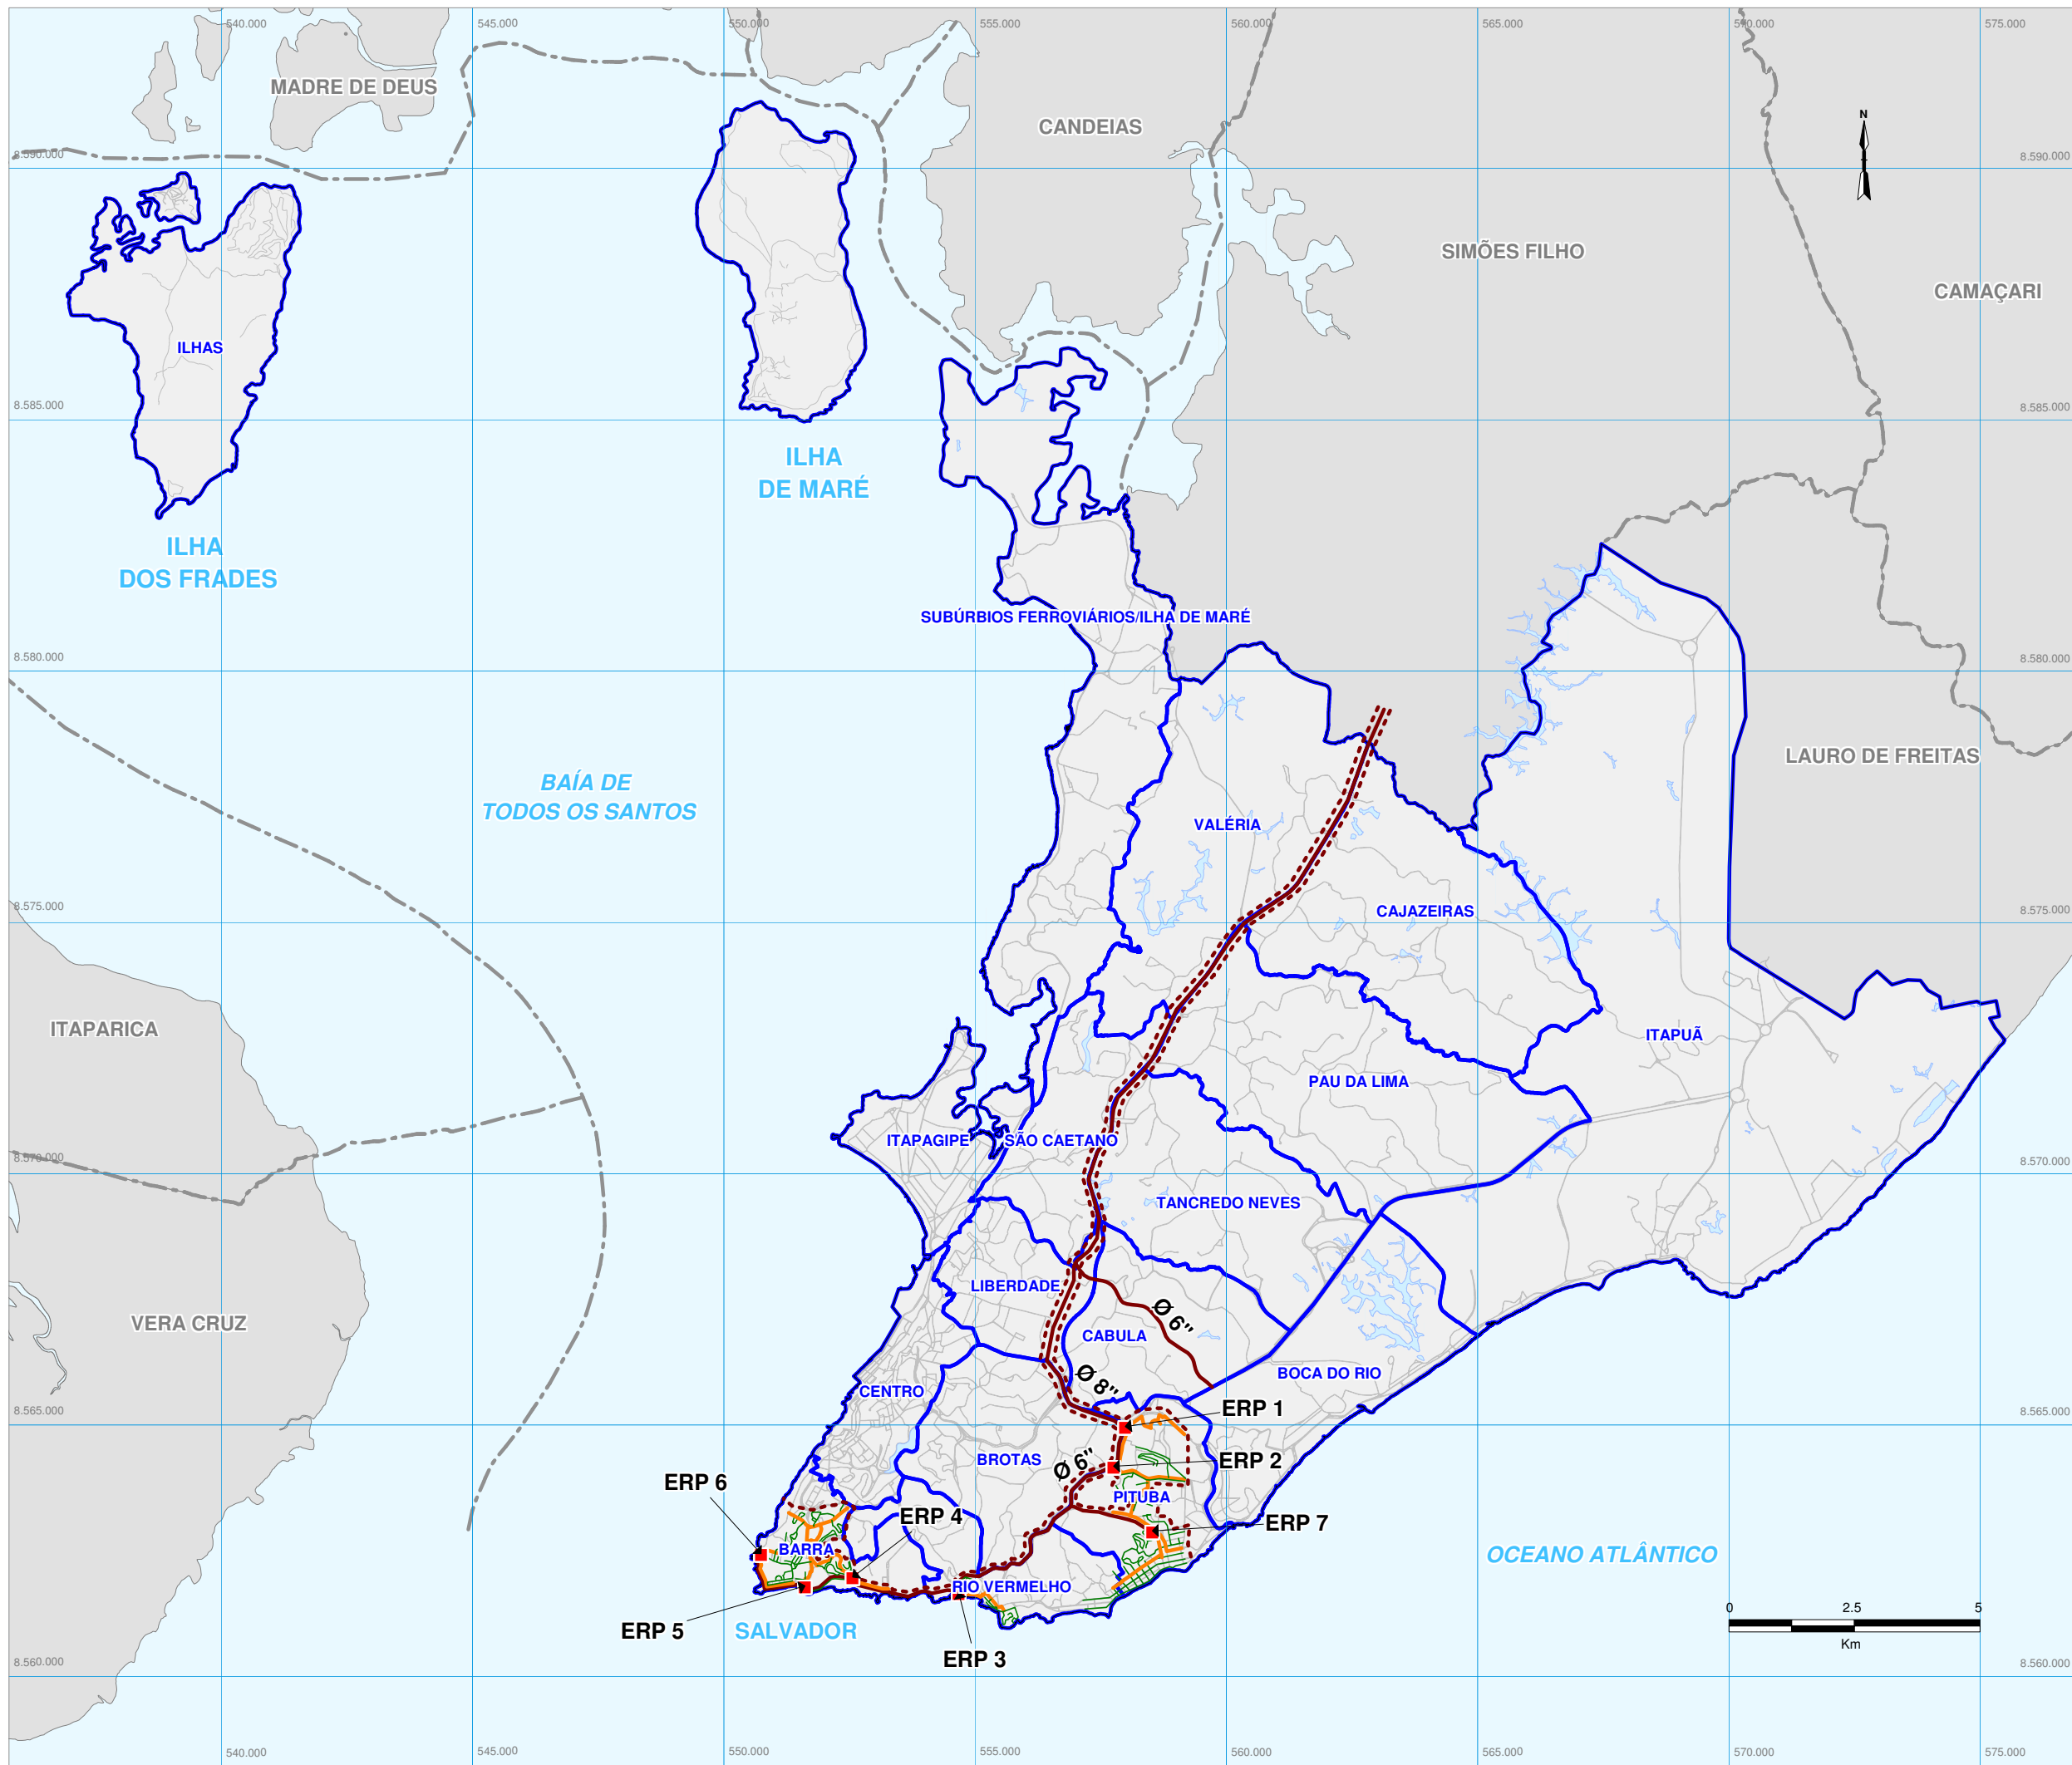 540.000
545.000
550.000
555.000
560.000
565.000
570.000
575.000
MADRE DE DEUS
CANDEIAS
N
8.590.000
8.590.000
SIMÕES FILHO
CAMAÇARI
ILHAS
8.585.000
8.585.000
ILHA
DE MARÉ
ILHA
DOS FRADES
SUBÚRBIOS FERROVIÁRIOS/ILHA DE MARÉ
8.580.000
8.580.000
LAURO DE FREITAS
BAÍA DE
TODOS OS SANTOS
VALÉRIA
8.575.000
8.575.000
CAJAZEIRAS
ITAPARICA
ITAPUÃ
PAU DA LIMA
ITAPAGIPE
SÃO CAETANO
8.570.000
8.570.000
TANCREDO NEVES
LIBERDADE
VERA CRUZ
Ø 6"
CABULA
BOCA DO RIO
Ø 8"
CENTRO
8.565.000
8.565.000
ERP 1
BROTAS
Ø 6"
ERP 2
ERP 6
PITUBA
ERP 4
ERP 7
BARRA
OCEANO ATLÂNTICO
RIO VERMELHO
0
2.5
5
Km
ERP 5
SALVADOR
ERP 3
8.560.000
8.560.000
540.000
545.000
550.000
555.000
560.000
565.000
570.000
575.000